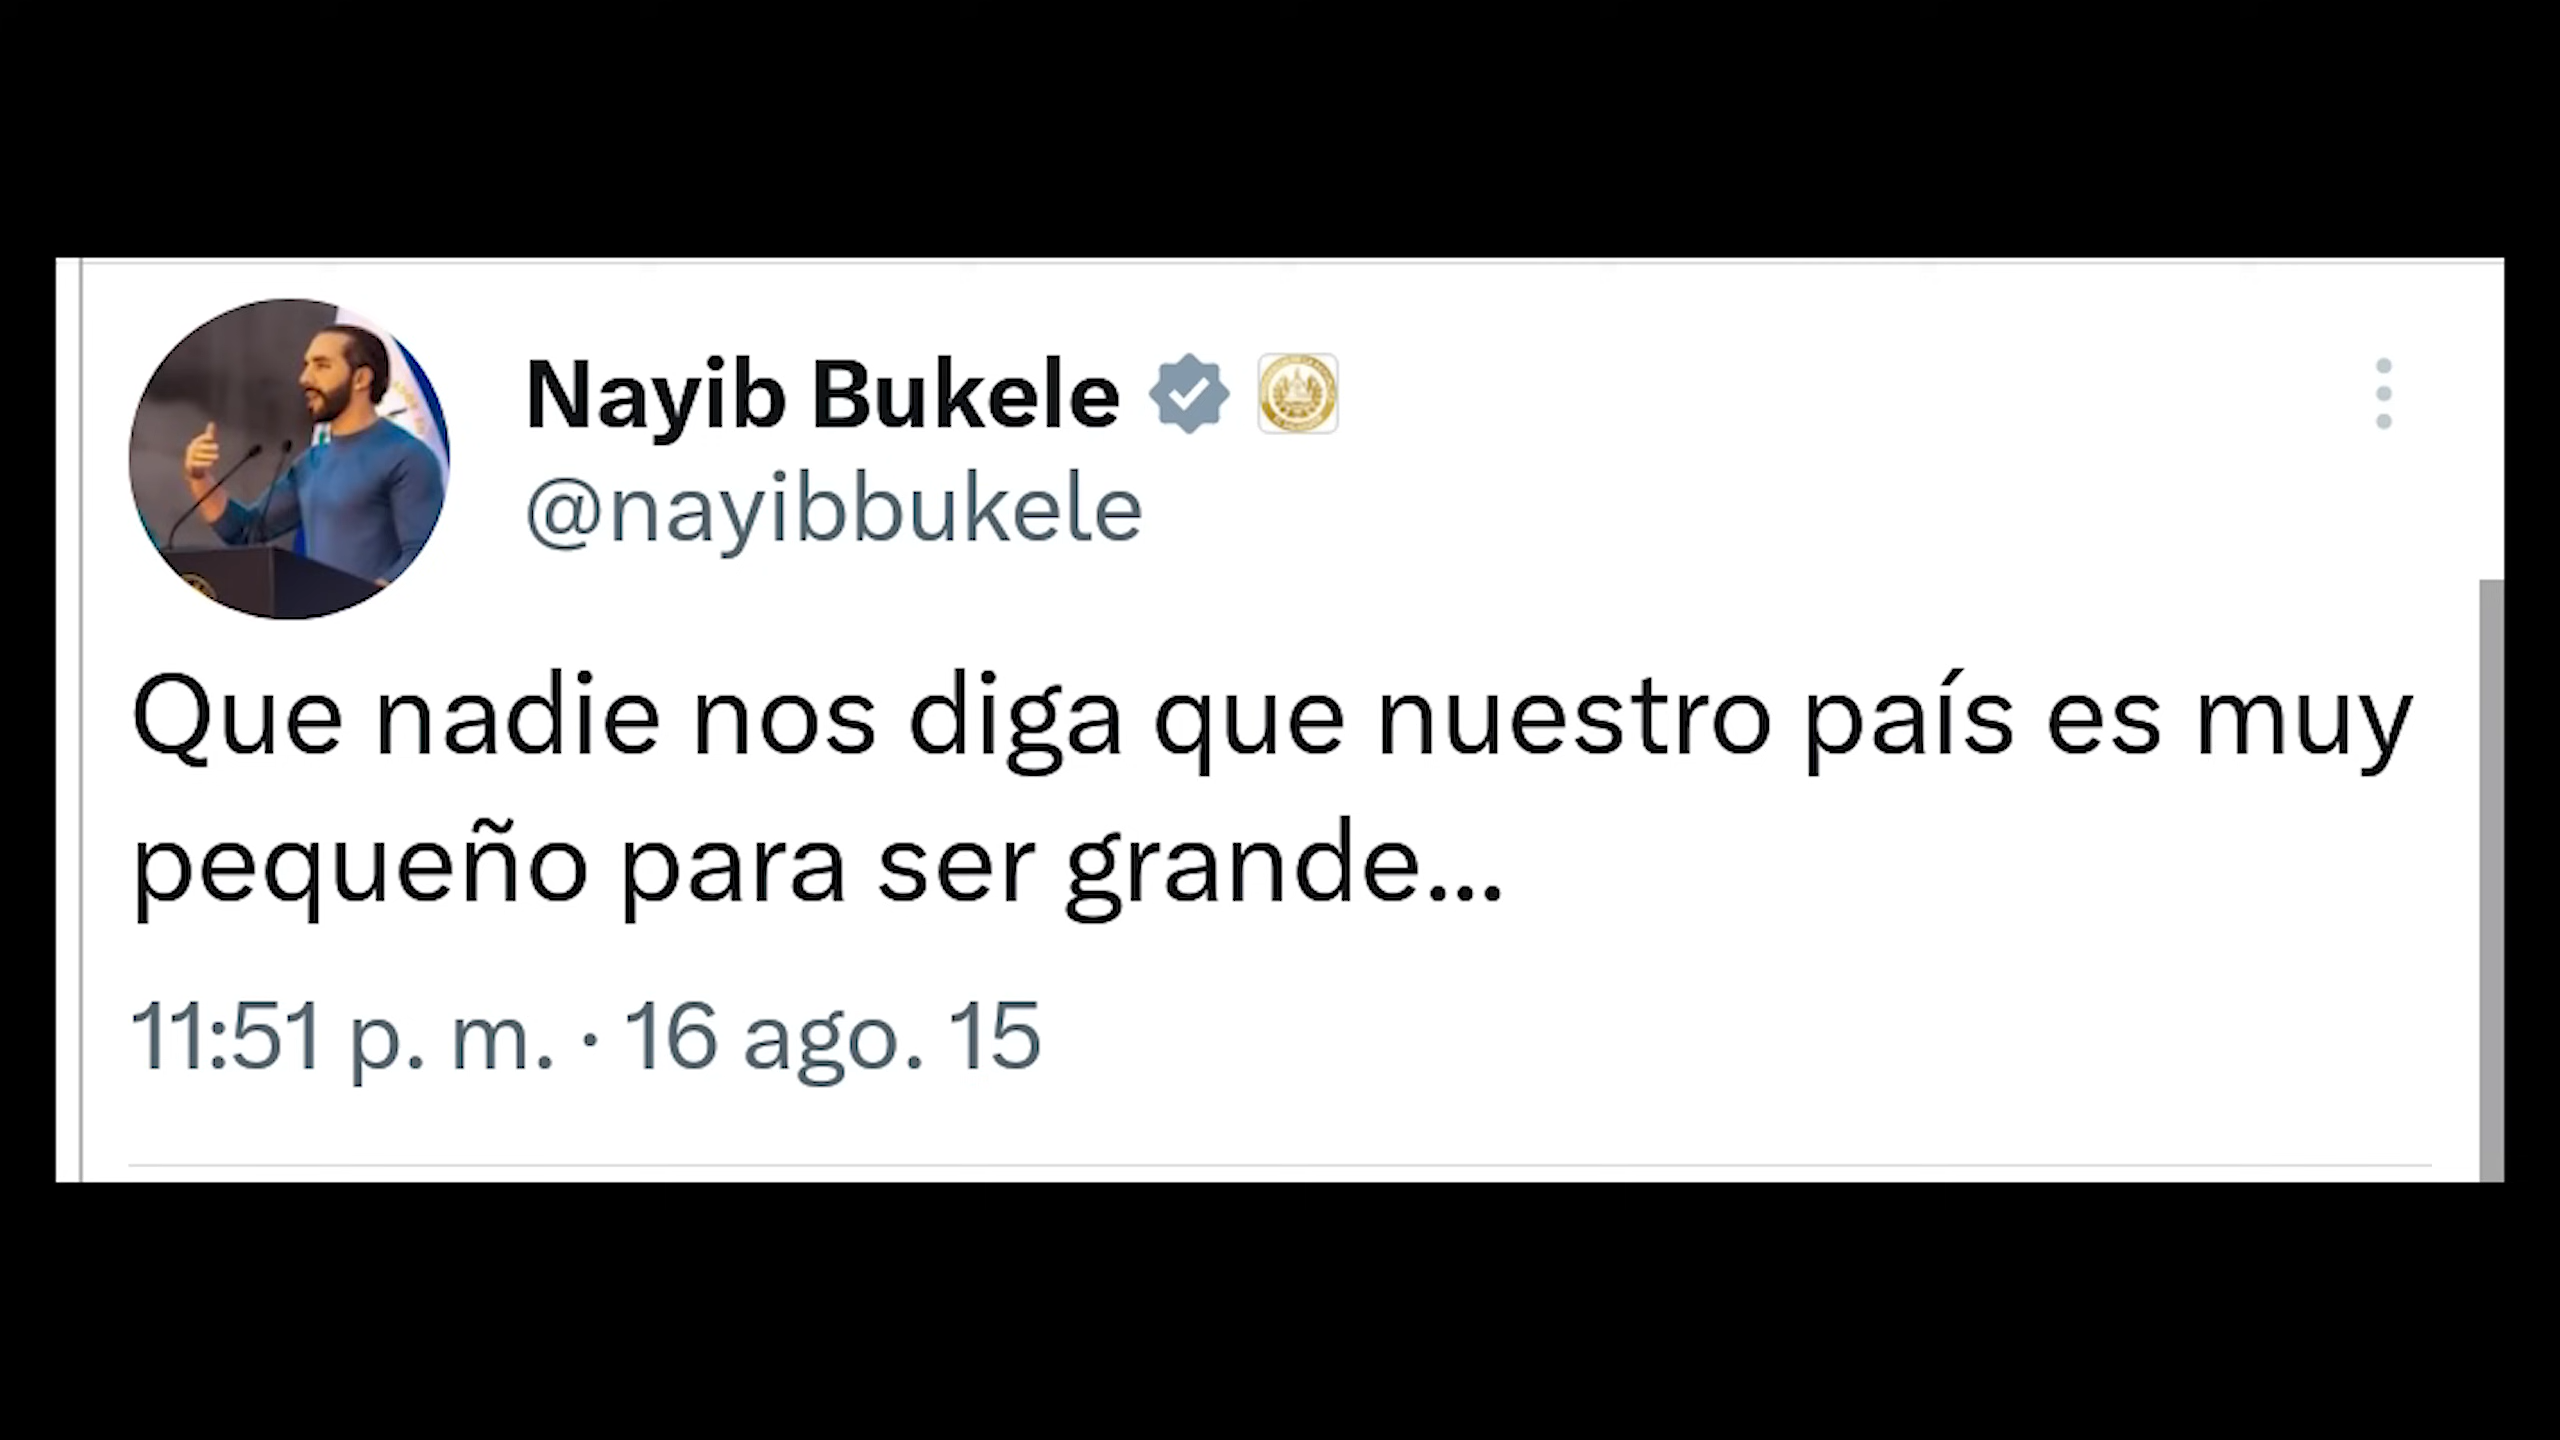 Nayib Bukele
@nayibbukele
Que nadie nos diga que nuestro país es muy
pequeño para ser grande...
11:51 p. m. · 16 ago. 15